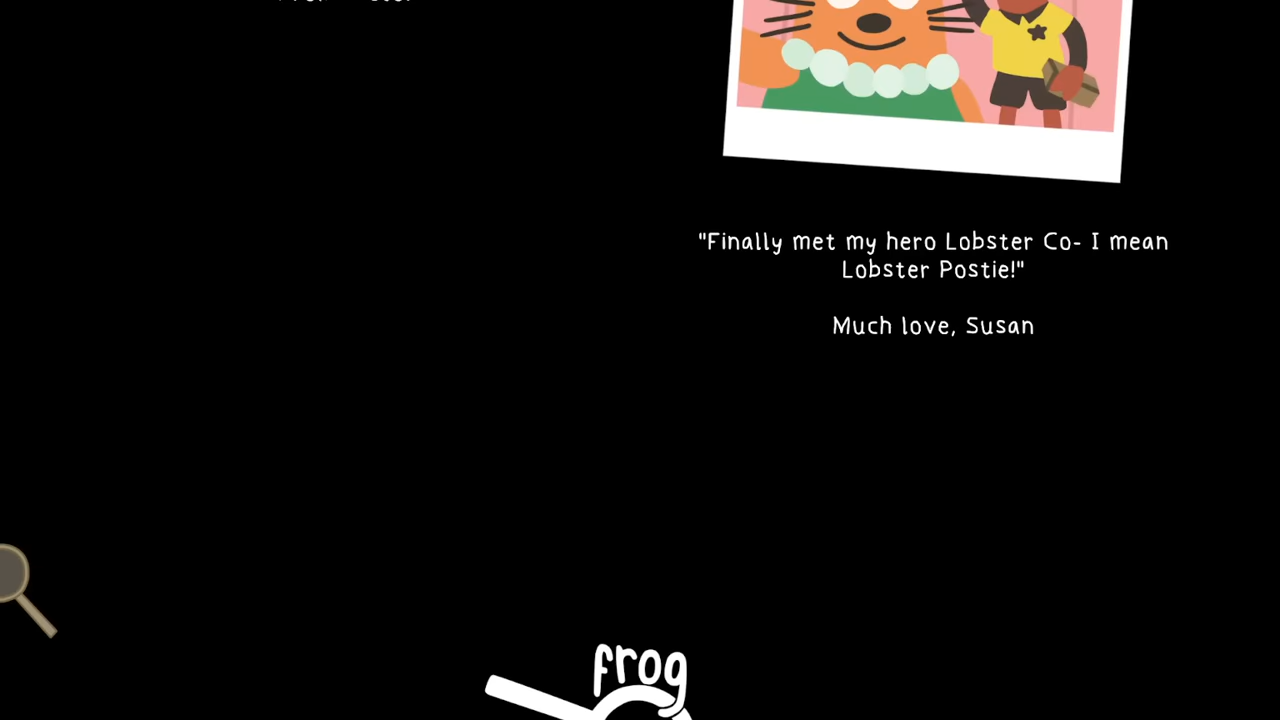 "Finally met my hero Lobster Co- I mean
Lobster Postie!"
Much love, Susan
frog